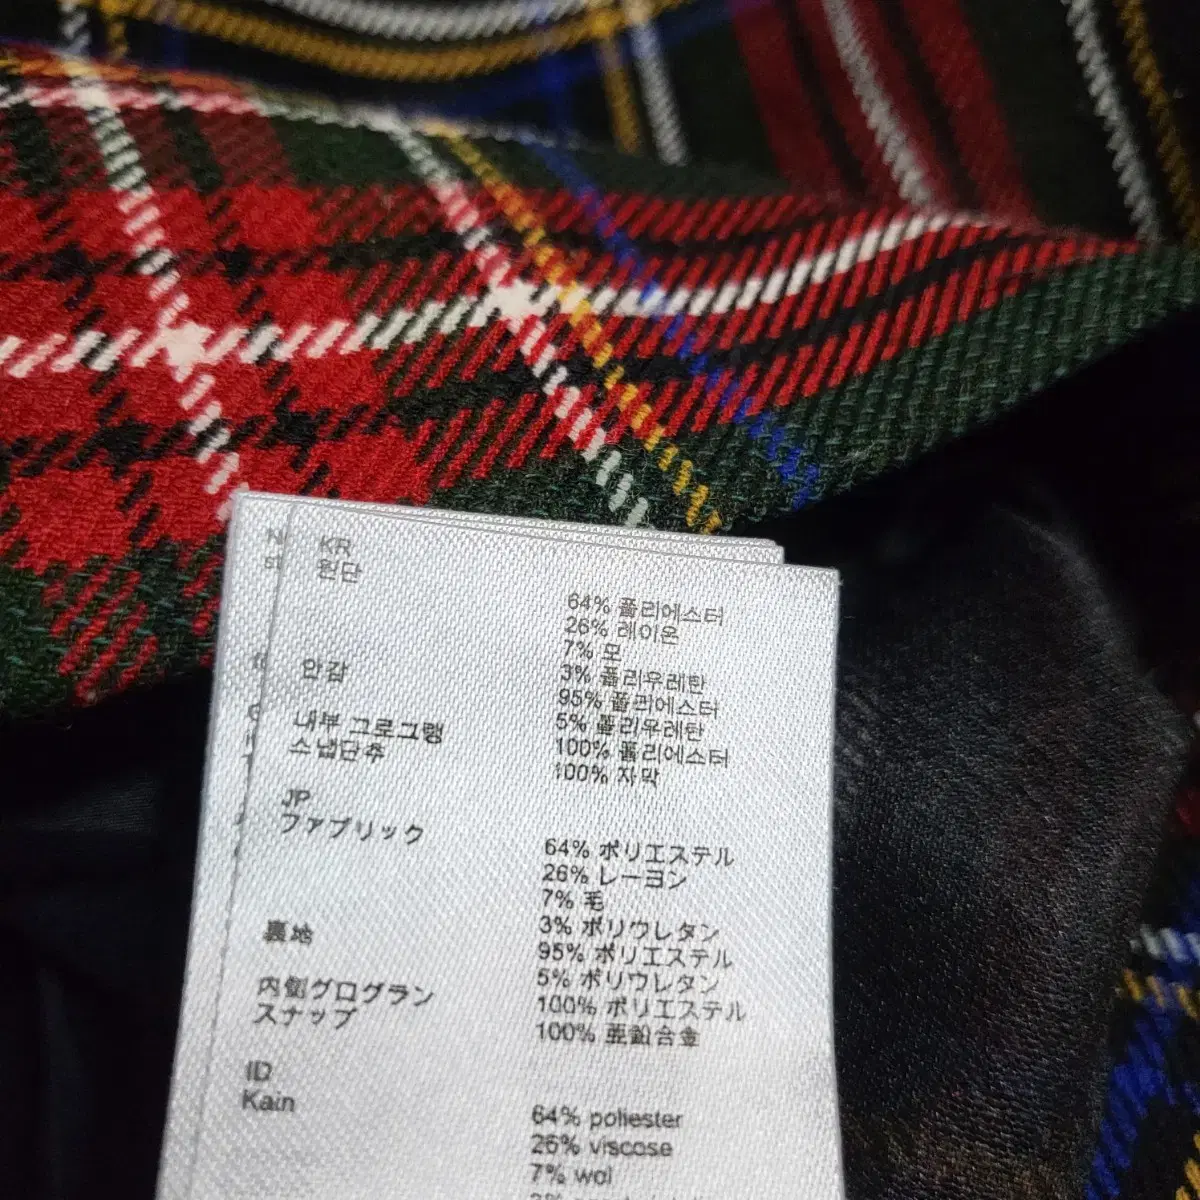 KR
원단
64% 폴리에스터
26% 레이온
7% 모
3% 폴리우레탄
안감
95% 폴리에스터
5% 폴리우레탄
내부 그로그랭
100% 폴리에스터
스냅단추
100% 자막
JP
ファブリック
64% ポリエステル
26% レーヨン
7% 毛
3% ポリウレタン
裏地
95% ポリエステル
5% ポリウレタン
内側グログラン
100% ポリエステル
スナップ
100% 亜鉛合金
ID
Kain
64% poliester
26% viscose
7% wol